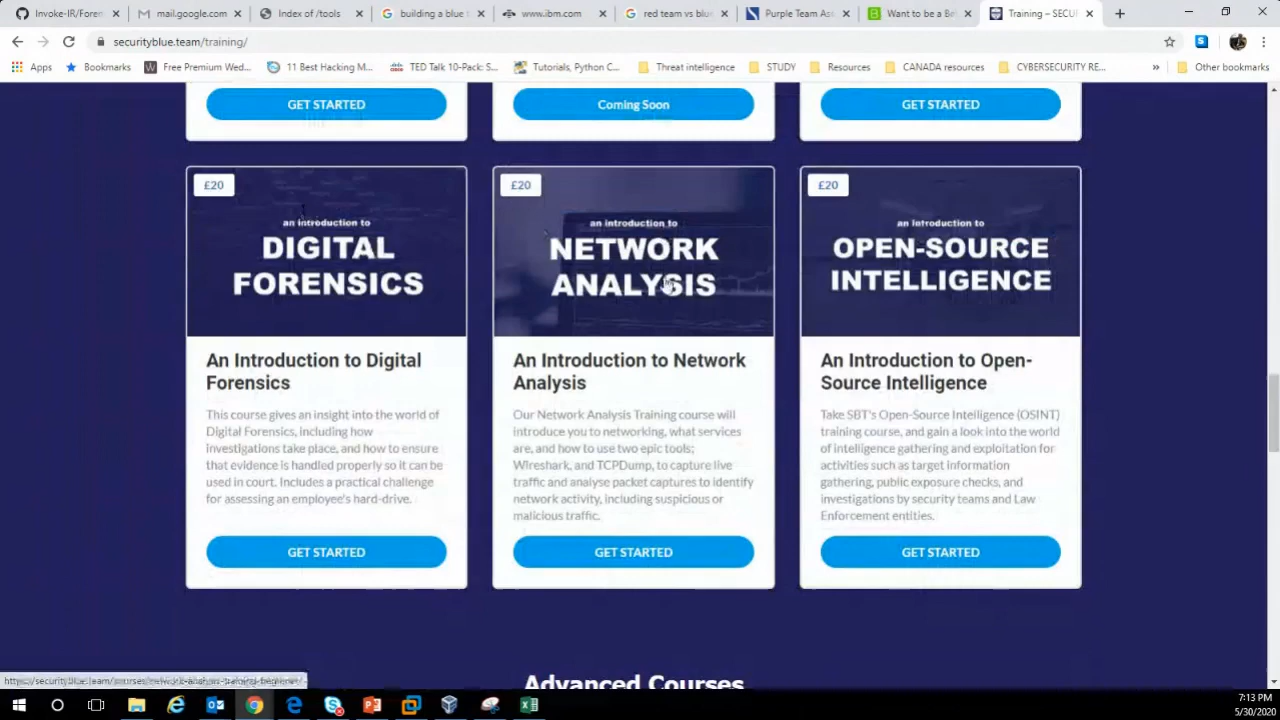 Invoke-IR/Foren
mail.google.com
Index of /tools
building a blue t
www.ibm.com
red team vs blue
Purple Team Ass
Want to be a Be
Training – SECU
securityblue.team/training/
Apps
Bookmarks
Free Premium Wed...
11 Best Hacking M...
TED Talk 10-Pack: S...
Tutorials, Python C...
Threat intelligence
STUDY
Resources
CANADA resources
CYBERSECURITY RE...
»
Other bookmarks
GET STARTED
Coming Soon
GET STARTED
£20
an introduction to
DIGITAL
FORENSICS
An Introduction to Digital
Forensics
This course gives an insight into the world of
Digital Forensics, including how
investigations take place, and how to ensure
that evidence is handled properly so it can be
used in court. Includes a practical challenge
for assessing an employee's hard-drive.
GET STARTED
£20
an introduction to
NETWORK
ANALYSIS
An Introduction to Network
Analysis
Our Network Analysis Training course will
introduce you to networking, what services
are, and how to use two epic tools;
Wireshark, and TCPDump, to capture live
traffic and analyse packet captures to identify
network activity, including suspicious or
malicious traffic.
GET STARTED
£20
an introduction to
OPEN-SOURCE
INTELLIGENCE
An Introduction to Open-
Source Intelligence
Take SBT's Open-Source Intelligence (OSINT)
training course, and gain a look into the world
of intelligence gathering and exploitation for
activities such as target information
gathering, public exposure checks, and
investigations by security teams and Law
Enforcement entities.
GET STARTED
Advanced Courses
https://securityblue.team/courses/network-analysis-training-beginner/
7:13 PM
5/30/2020